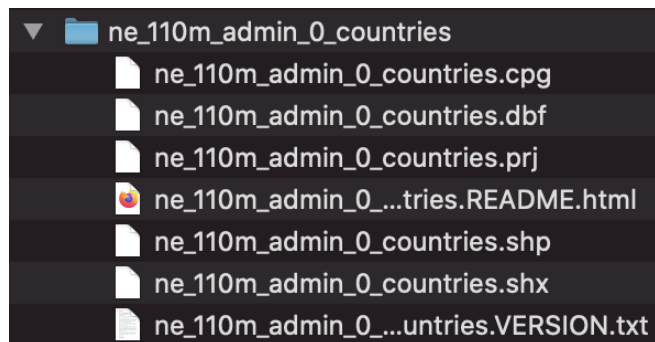 ne_110m_admin_0_countries
ne_110m_admin_0_countries.cpg
ne_110m_admin_0_countries.dbf
ne_110m_admin_0_countries.prj
ne_110m_admin_0_...tries.README.html
ne_110m_admin_0_countries.shp
ne_110m_admin_0_countries.shx
ne_110m_admin_0_...untries.VERSION.txt